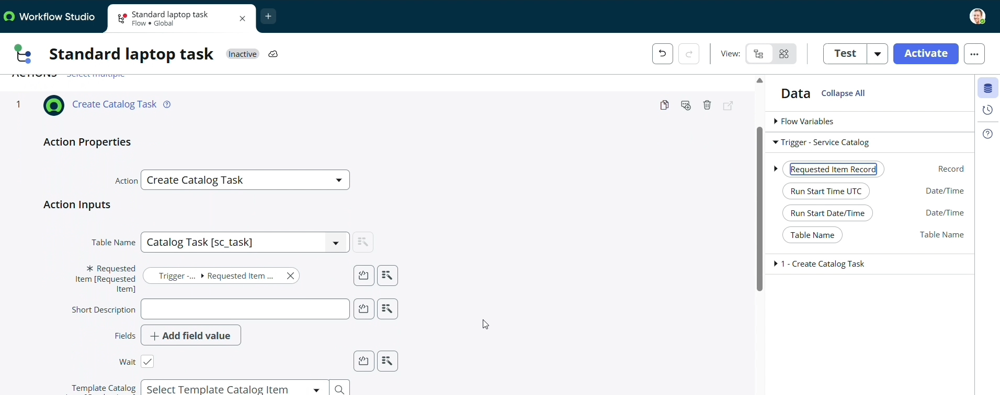 Workflow Studio
Standard laptop task
Flow • Global
Standard laptop task
Inactive
View:
Test
Activate
ACTIONS Select multiple
1 Create Catalog Task
Action Properties
Action Create Catalog Task
Action Inputs
Table Name Catalog Task [sc_task]
* Requested
Item [Requested
Item]
Trigger -... Requested Item ...
Short Description
Fields + Add field value
Wait
Template Catalog
Select Template Catalog Item
Data Collapse All
Flow Variables
Trigger - Service Catalog
Requested Item Record Record
Run Start Time UTC Date/Time
Run Start Date/Time Date/Time
Table Name Table Name
1 - Create Catalog Task